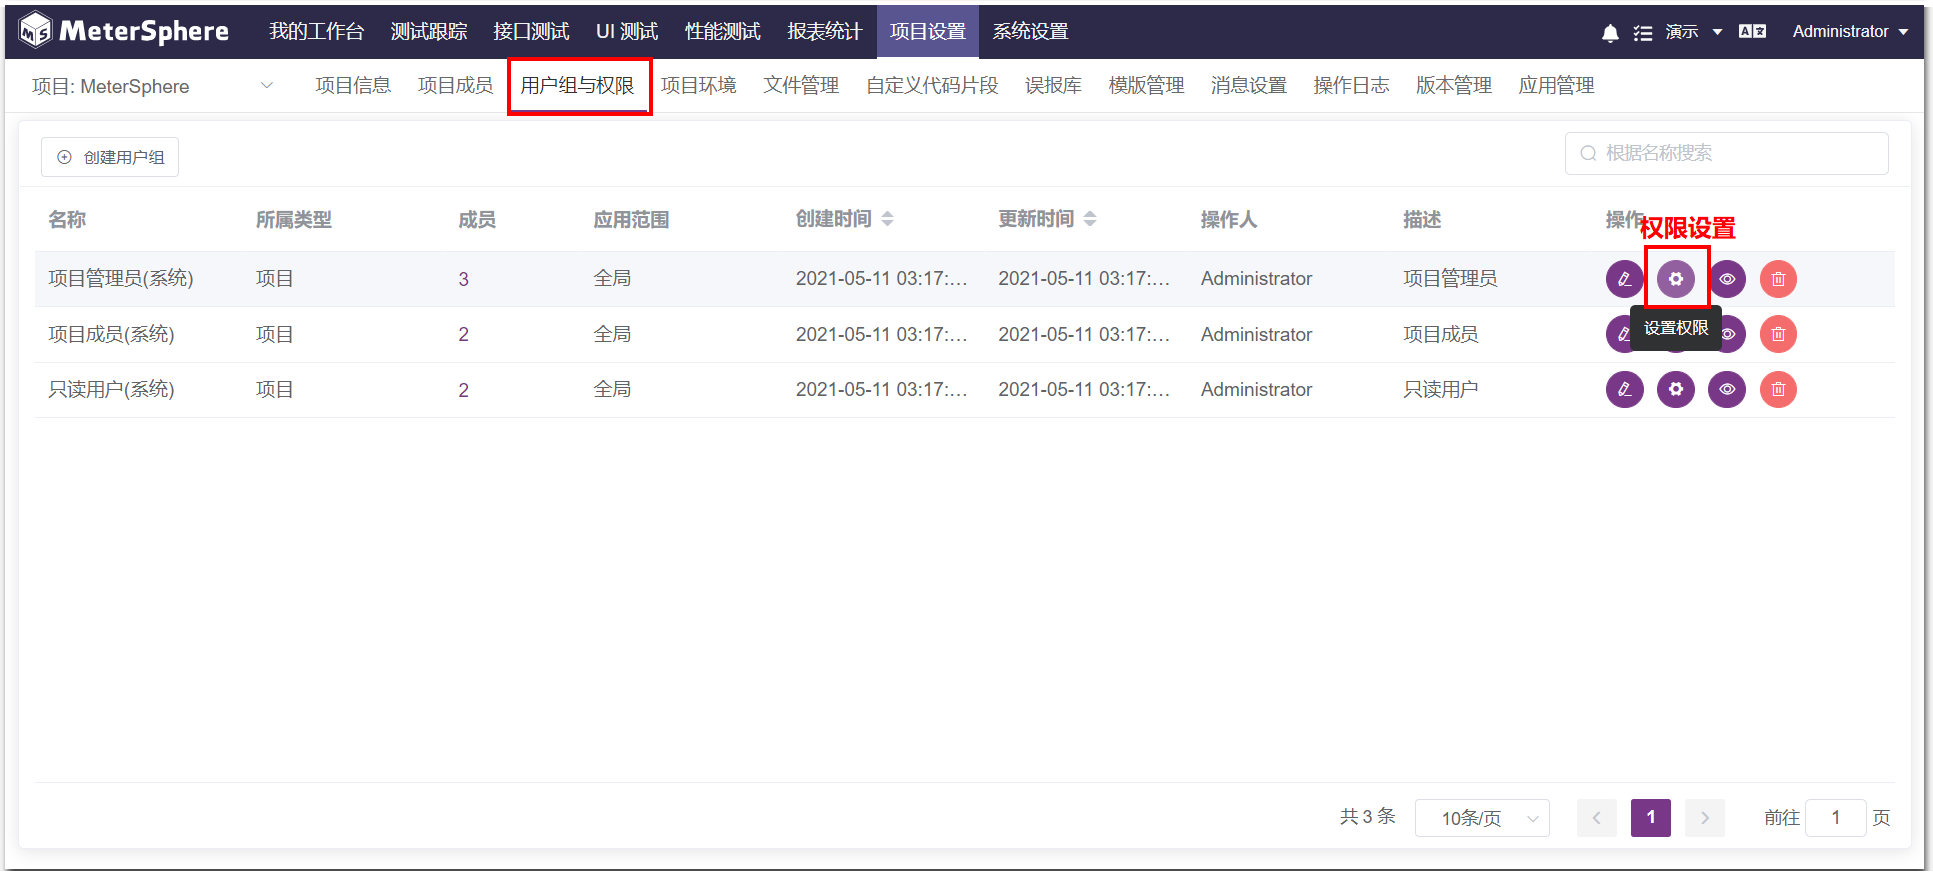 MeterSphere 我的工作台 测试跟踪 接口测试 UI 测试 性能测试 报表统计 项目设置 系统设置 演示 Administrator
项目: MeterSphere 项目信息 项目成员 用户组与权限 项目环境 文件管理 自定义代码片段 误报库 模版管理 消息设置 操作日志 版本管理 应用管理
创建用户组 根据名称搜索
名称 所属类型 成员 应用范围 创建时间 更新时间 操作人 描述 操作
权限设置
项目管理员(系统) 项目 3 全局 2021-05-11 03:17:... 2021-05-11 03:17:... Administrator 项目管理员
设置权限
项目成员(系统) 项目 2 全局 2021-05-11 03:17:... 2021-05-11 03:17:... Administrator 项目成员
只读用户(系统) 项目 2 全局 2021-05-11 03:17:... 2021-05-11 03:17:... Administrator 只读用户
共 3 条 10条/页 1 前往 1 页